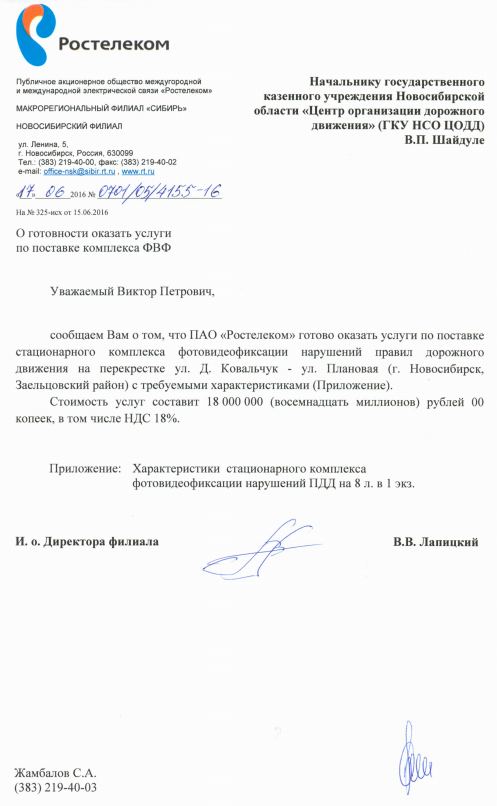 Ростелеком
Публичное акционерное общество междугородной
и международной электрической связи «Ростелеком»
МАКРОРЕГИОНАЛЬНЫЙ ФИЛИАЛ «СИБИРЬ»
НОВОСИБИРСКИЙ ФИЛИАЛ
ул. Ленина, 5,
г. Новосибирск, Россия, 630099
Тел.: (383) 219-40-00, факс: (383) 219-40-02
e-mail: office-nsk@sibir.rt.ru , www.rt.ru
«17» 06 2016 № 0701/05/4155-16
На № 325-исх от 15.06.2016
Начальнику государственного
казенного учреждения Новосибирской
области «Центр организации дорожного
движения» (ГКУ НСО ЦОДД)
В.П. Шайдуле
О готовности оказать услуги
по поставке комплекса ФВФ
Уважаемый Виктор Петрович,
сообщаем Вам о том, что ПАО «Ростелеком» готово оказать услуги по поставке
стационарного комплекса фотовидеофиксации нарушений правил дорожного
движения на перекрестке ул. Д. Ковальчук - ул. Плановая (г. Новосибирск,
Заельцовский район) с требуемыми характеристиками (Приложение).
Стоимость услуг составит 18 000 000 (восемнадцать миллионов) рублей 00
копеек, в том числе НДС 18%.
Приложение: Характеристики стационарного комплекса
фотовидеофиксации нарушений ПДД на 8 л. в 1 экз.
И. о. Директора филиала В.В. Лапицкий
Жамбалов С.А.
(383) 219-40-03